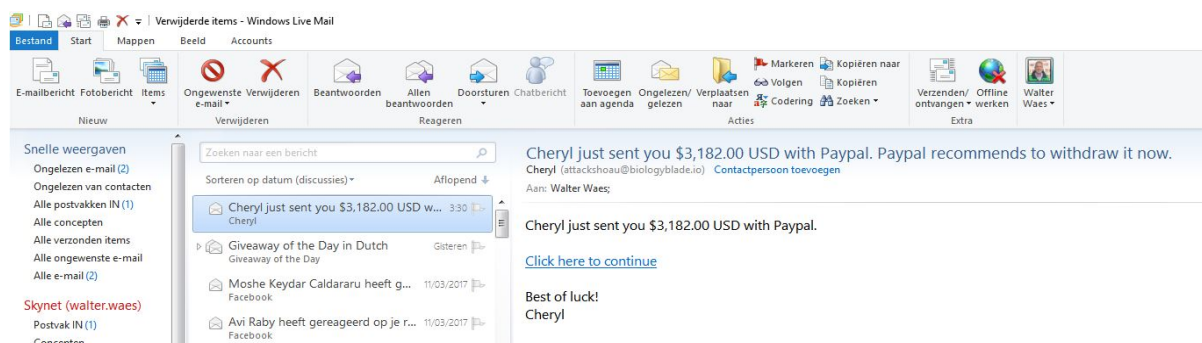 Verwijderde items - Windows Live Mail
Bestand Start Mappen Beeld Accounts
E-mailbericht Fotobericht Items
Ongewenste e-mail Verwijderen
Beantwoorden Allen beantwoorden Doorsturen Chatbericht
Toevoegen aan agenda Ongelezen/ gelezen Verplaatsen naar
Markeren Kopiëren naar
Volgen Kopiëren
Codering Zoeken
Verzenden/ ontvangen Offline werken
Walter Waes
Nieuw Verwijderen Reageren Acties Extra
Snelle weergaven
Ongelezen e-mail (2)
Ongelezen van contacten
Alle postvakken IN (1)
Alle concepten
Alle verzonden items
Alle ongewenste e-mail
Alle e-mail (2)
Skynet (walter.waes)
Postvak IN (1)
Concepten
Zoeken naar een bericht
Sorteren op datum (discussies) Aflopend
Cheryl just sent you $3,182.00 USD w... 3:30
Cheryl
Giveaway of the Day in Dutch Gisteren
Giveaway of the Day
Moshe Keydar Caldararu heeft g... 11/03/2017
Facebook
Avi Raby heeft gereageerd op je r... 11/03/2017
Facebook
Cheryl just sent you $3,182.00 USD with Paypal. Paypal recommends to withdraw it now.
Cheryl (attackshoau@biologyblade.io) Contactpersoon toevoegen
Aan: Walter Waes;
Cheryl just sent you $3,182.00 USD with Paypal.
Click here to continue
Best of luck!
Cheryl